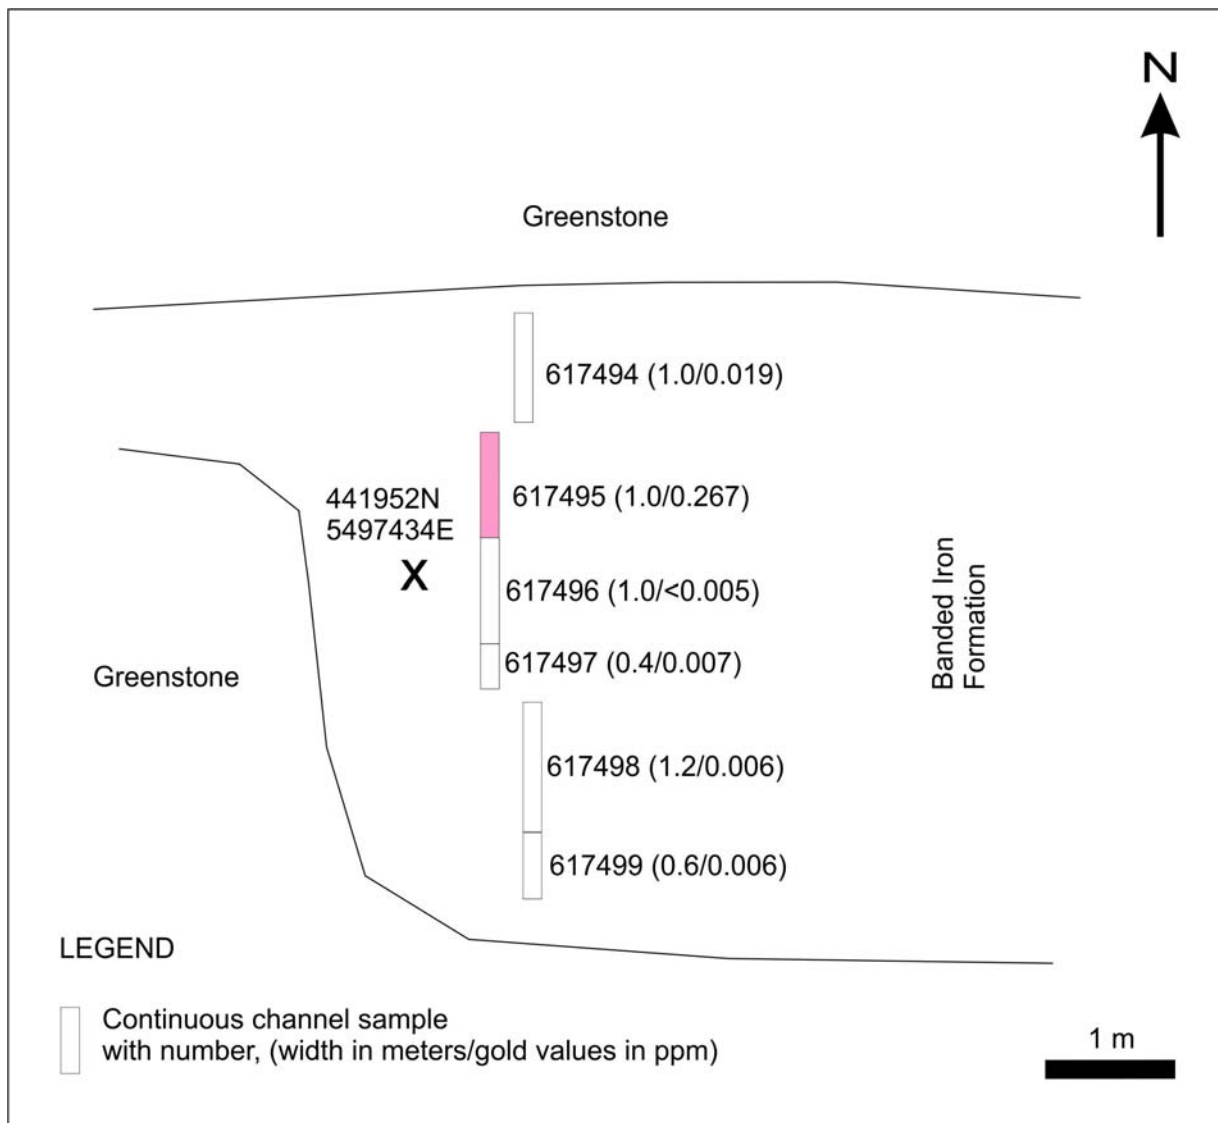 N
Greenstone
617494 (1.0/0.019)
441952N
5497434E
X
617495 (1.0/0.267)
617496 (1.0/<0.005)
617497 (0.4/0.007)
Greenstone
Banded Iron
Formation
617498 (1.2/0.006)
617499 (0.6/0.006)
LEGEND
Continuous channel sample
with number, (width in meters/gold values in ppm)
1 m